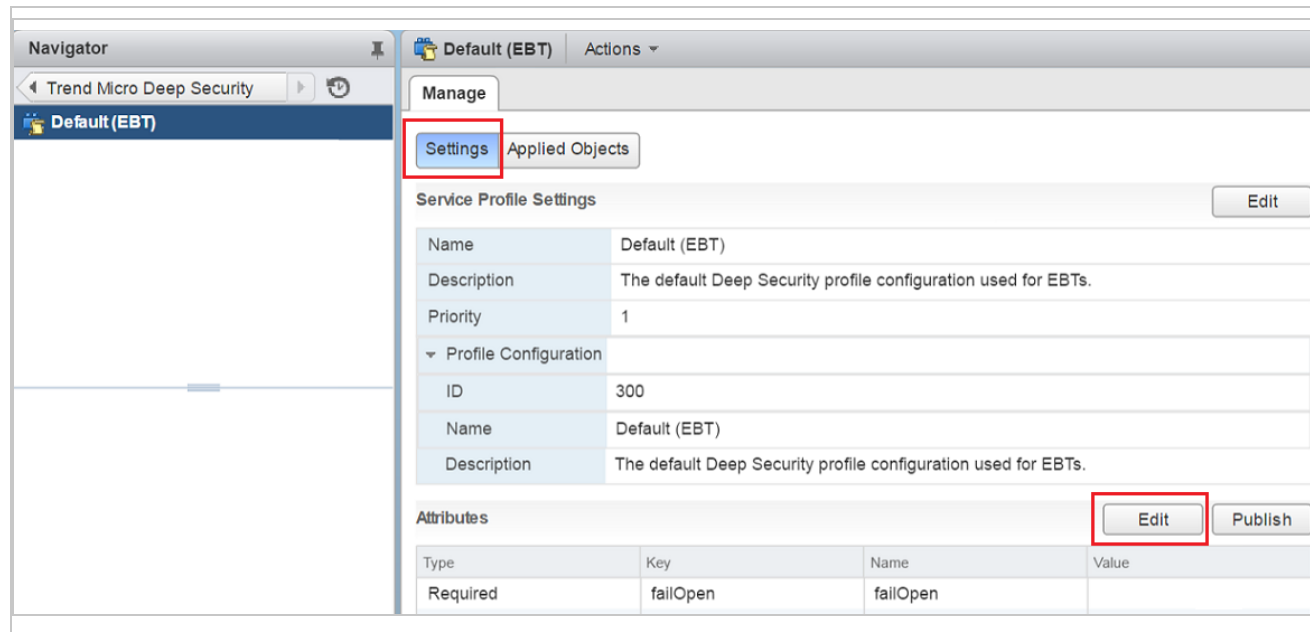 Navigator
Trend Micro Deep Security
Default (EBT)
Default (EBT) Actions
Manage
Settings Applied Objects
Service Profile Settings Edit
Name Default (EBT)
Description The default Deep Security profile configuration used for EBTs.
Priority 1
Profile Configuration
ID 300
Name Default (EBT)
Description The default Deep Security profile configuration used for EBTs.
Attributes Edit Publish
Type Key Name Value
Required failOpen failOpen